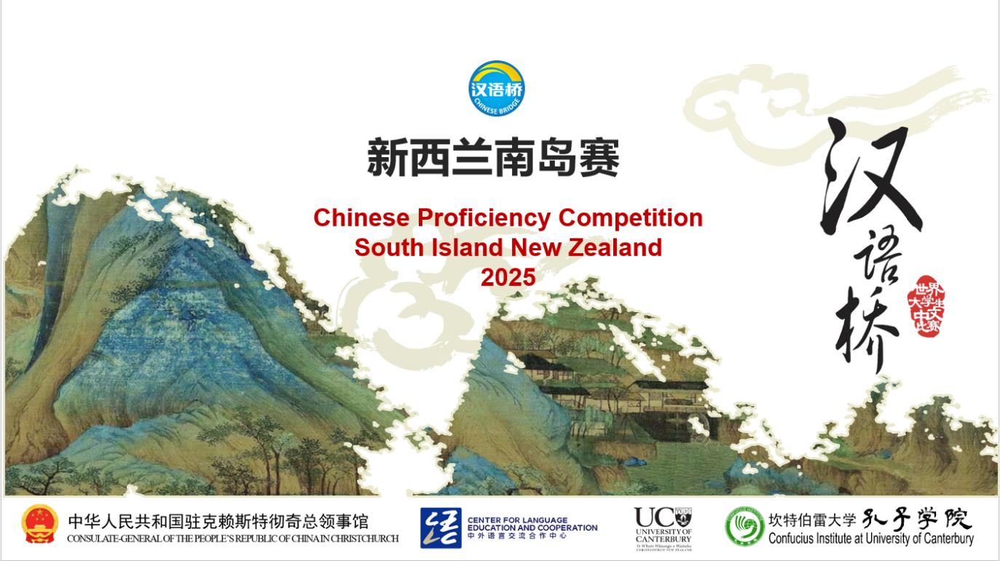 汉语桥
CHINESE BRIDGE
新西兰南岛赛
Chinese Proficiency Competition
South Island New Zealand
2025
汉
语
桥
世界
大学生
中文
比赛
中华人民共和国驻克赖斯特彻奇总领事馆
CONSULATE-GENERAL OF THE PEOPLE'S REPUBLIC OF CHINA IN CHRISTCHURCH
CENTER FOR LANGUAGE
EDUCATION AND COOPERATION
中外语言交流合作中心
UC
UNIVERSITY OF
CANTERBURY
Te Whare Wānanga o Waitaha
CHRISTCHURCH NEW ZEALAND
坎特伯雷大学 孔子学院
Confucius Institute at University of Canterbury